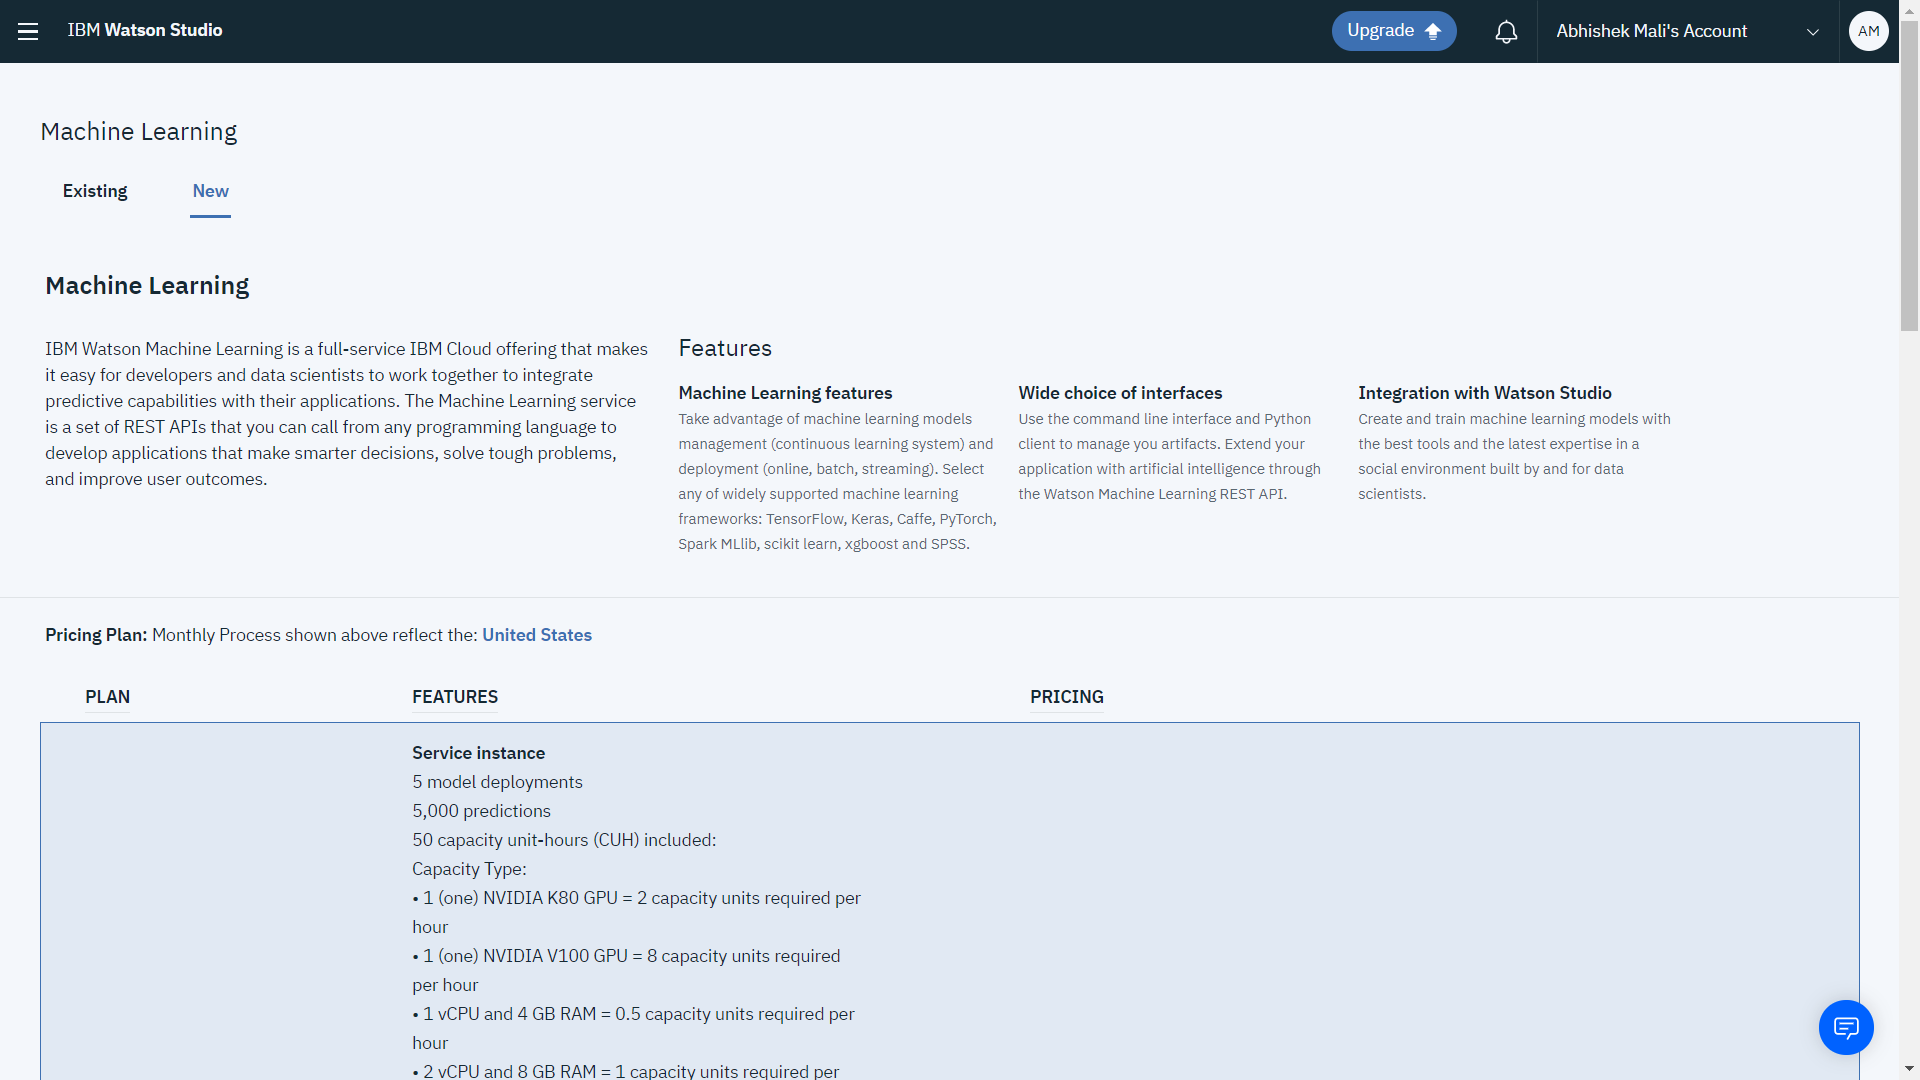 IBM Watson Studio
Upgrade
Abhishek Mali's Account
AM
Machine Learning
Existing
New
Machine Learning
IBM Watson Machine Learning is a full-service IBM Cloud offering that makes
it easy for developers and data scientists to work together to integrate
predictive capabilities with their applications. The Machine Learning service
is a set of REST APIs that you can call from any programming language to
develop applications that make smarter decisions, solve tough problems,
and improve user outcomes.
Features
Machine Learning features
Take advantage of machine learning models
management (continuous learning system) and
deployment (online, batch, streaming). Select
any of widely supported machine learning
frameworks: TensorFlow, Keras, Caffe, PyTorch,
Spark MLlib, scikit learn, xgboost and SPSS.
Wide choice of interfaces
Use the command line interface and Python
client to manage you artifacts. Extend your
application with artificial intelligence through
the Watson Machine Learning REST API.
Integration with Watson Studio
Create and train machine learning models with
the best tools and the latest expertise in a
social environment built by and for data
scientists.
Pricing Plan: Monthly Process shown above reflect the: United States
PLAN
FEATURES
PRICING
Service instance
5 model deployments
5,000 predictions
50 capacity unit-hours (CUH) included:
Capacity Type:
• 1 (one) NVIDIA K80 GPU = 2 capacity units required per
hour
• 1 (one) NVIDIA V100 GPU = 8 capacity units required
per hour
• 1 vCPU and 4 GB RAM = 0.5 capacity units required per
hour
• 2 vCPU and 8 GB RAM = 1 capacity units required per